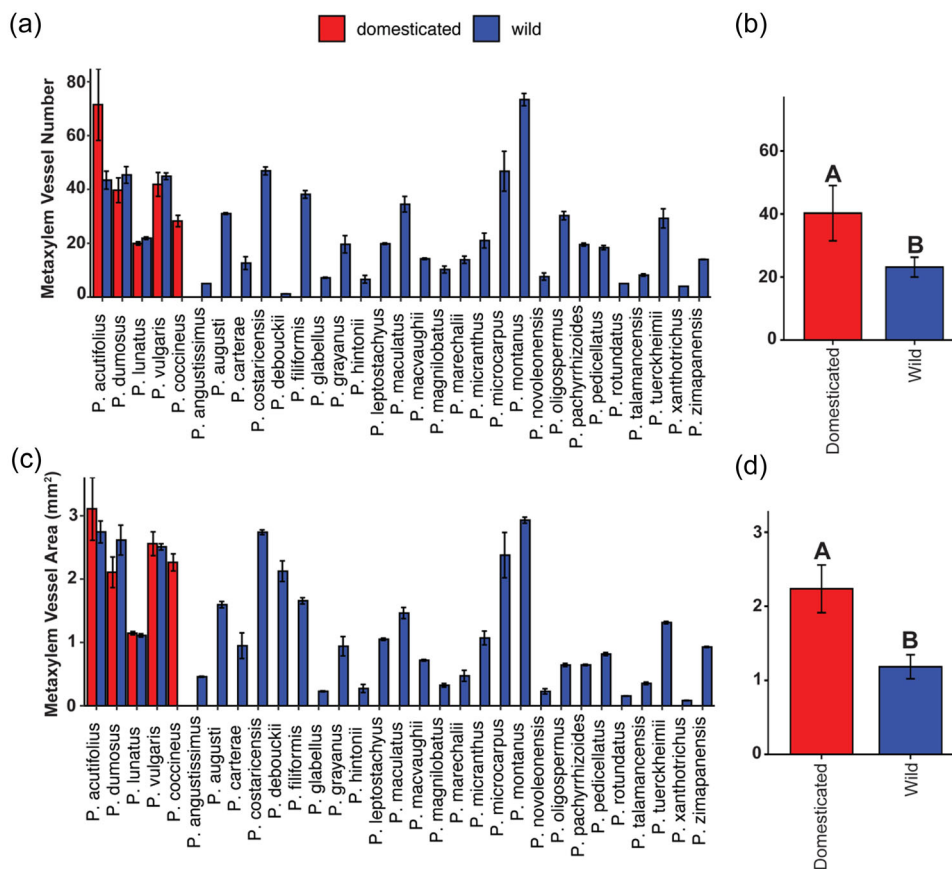 (a)
domesticated
wild
(b)
Metaxylem Vessel Number
80
60
40
20
0
P. acutifolius
P. dumosus
P. lunatus
P. vulgaris
P. coccineus
P. angustissimus
P. augusti
P. carterae
P. costaricensis
P. debouckii
P. filiformis
P. glabellus
P. grayanus
P. hintonii
P. leptostachyus
P. maculatus
P. macvaughii
P. magnilobatus
P. marechalii
P. micranthus
P. microcarpus
P. montanus
P. novoleonensis
P. oligospermus
P. pachyrrhizoides
P. pedicellatus
P. rotundatus
P. talamancensis
P. tuerckheimii
P. xanthotrichus
P. zimapanensis
60
40
20
0
A
B
Domesticated
Wild
(c)
Metaxylem Vessel Area (mm²)
3
2
1
0
P. acutifolius
P. dumosus
P. lunatus
P. vulgaris
P. coccineus
P. angustissimus
P. augusti
P. carterae
P. costaricensis
P. debouckii
P. filiformis
P. glabellus
P. grayanus
P. hintonii
P. leptostachyus
P. maculatus
P. macvaughii
P. magnilobatus
P. marechalii
P. micranthus
P. microcarpus
P. montanus
P. novoleonensis
P. oligospermus
P. pachyrrhizoides
P. pedicellatus
P. rotundatus
P. talamancensis
P. tuerckheimii
P. xanthotrichus
P. zimapanensis
(d)
3
2
1
0
A
B
Domesticated
Wild